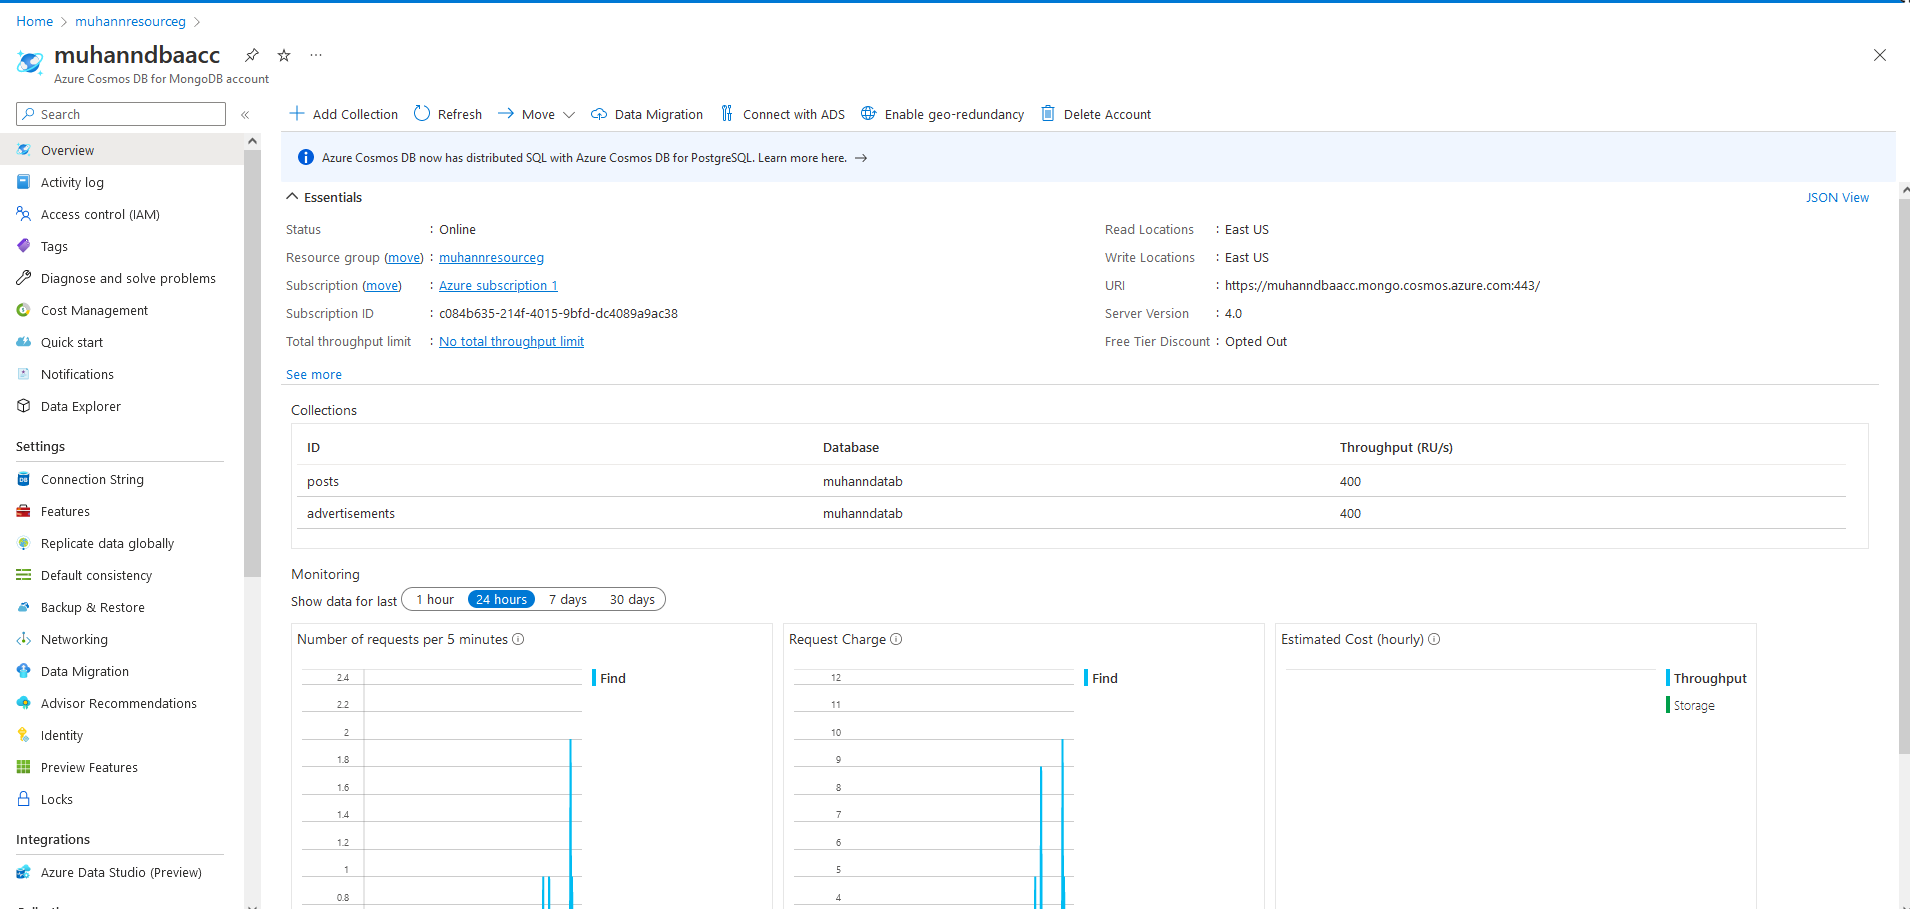 Home > muhannresourceg >
muhanndbaacc
Azure Cosmos DB for MongoDB account
Search
Overview
Activity log
Access control (IAM)
Tags
Diagnose and solve problems
Cost Management
Quick start
Notifications
Data Explorer
Settings
Connection String
Features
Replicate data globally
Default consistency
Backup & Restore
Networking
Data Migration
Advisor Recommendations
Identity
Preview Features
Locks
Integrations
Azure Data Studio (Preview)
Add Collection Refresh Move Data Migration Connect with ADS Enable geo-redundancy Delete Account
Azure Cosmos DB now has distributed SQL with Azure Cosmos DB for PostgreSQL. Learn more here. →
Essentials
JSON View
Status : Online
Resource group (move) : muhannresourceg
Subscription (move) : Azure subscription 1
Subscription ID : c084b635-214f-4015-9bfd-dc4089a9ac38
Total throughput limit : No total throughput limit
See more
Read Locations : East US
Write Locations : East US
URI : https://muhanndbaacc.mongo.cosmos.azure.com:443/
Server Version : 4.0
Free Tier Discount : Opted Out
Collections
ID Database Throughput (RU/s)
posts muhanndatab 400
advertisements muhanndatab 400
Monitoring
Show data for last 1 hour 24 hours 7 days 30 days
Number of requests per 5 minutes
Find
2.4
2.2
2
1.8
1.6
1.4
1.2
1
0.8
Request Charge
Find
12
11
10
9
8
7
6
5
4
Estimated Cost (hourly)
Throughput
Storage